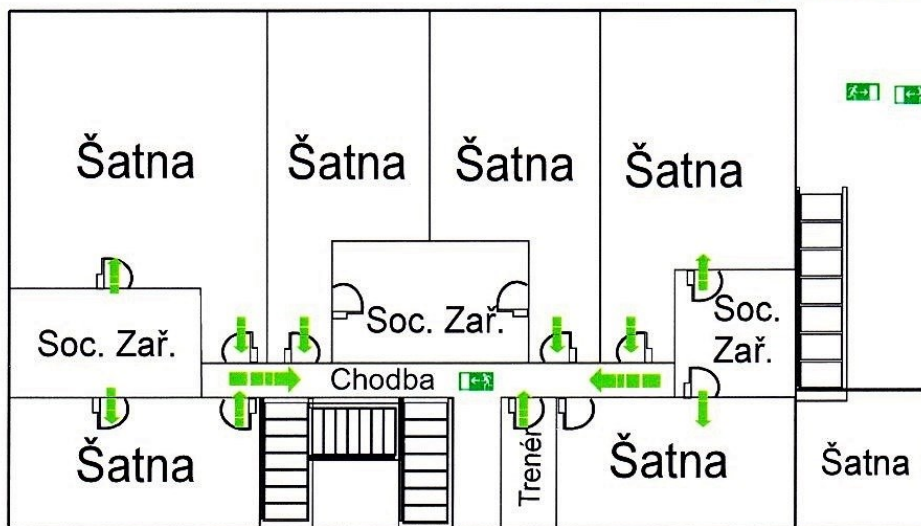 Šatna
Šatna
Šatna
Šatna
Soc. Zař.
Soc. Zař.
Soc.
Zař.
Chodba
Šatna
Trenér
Šatna
Šatna